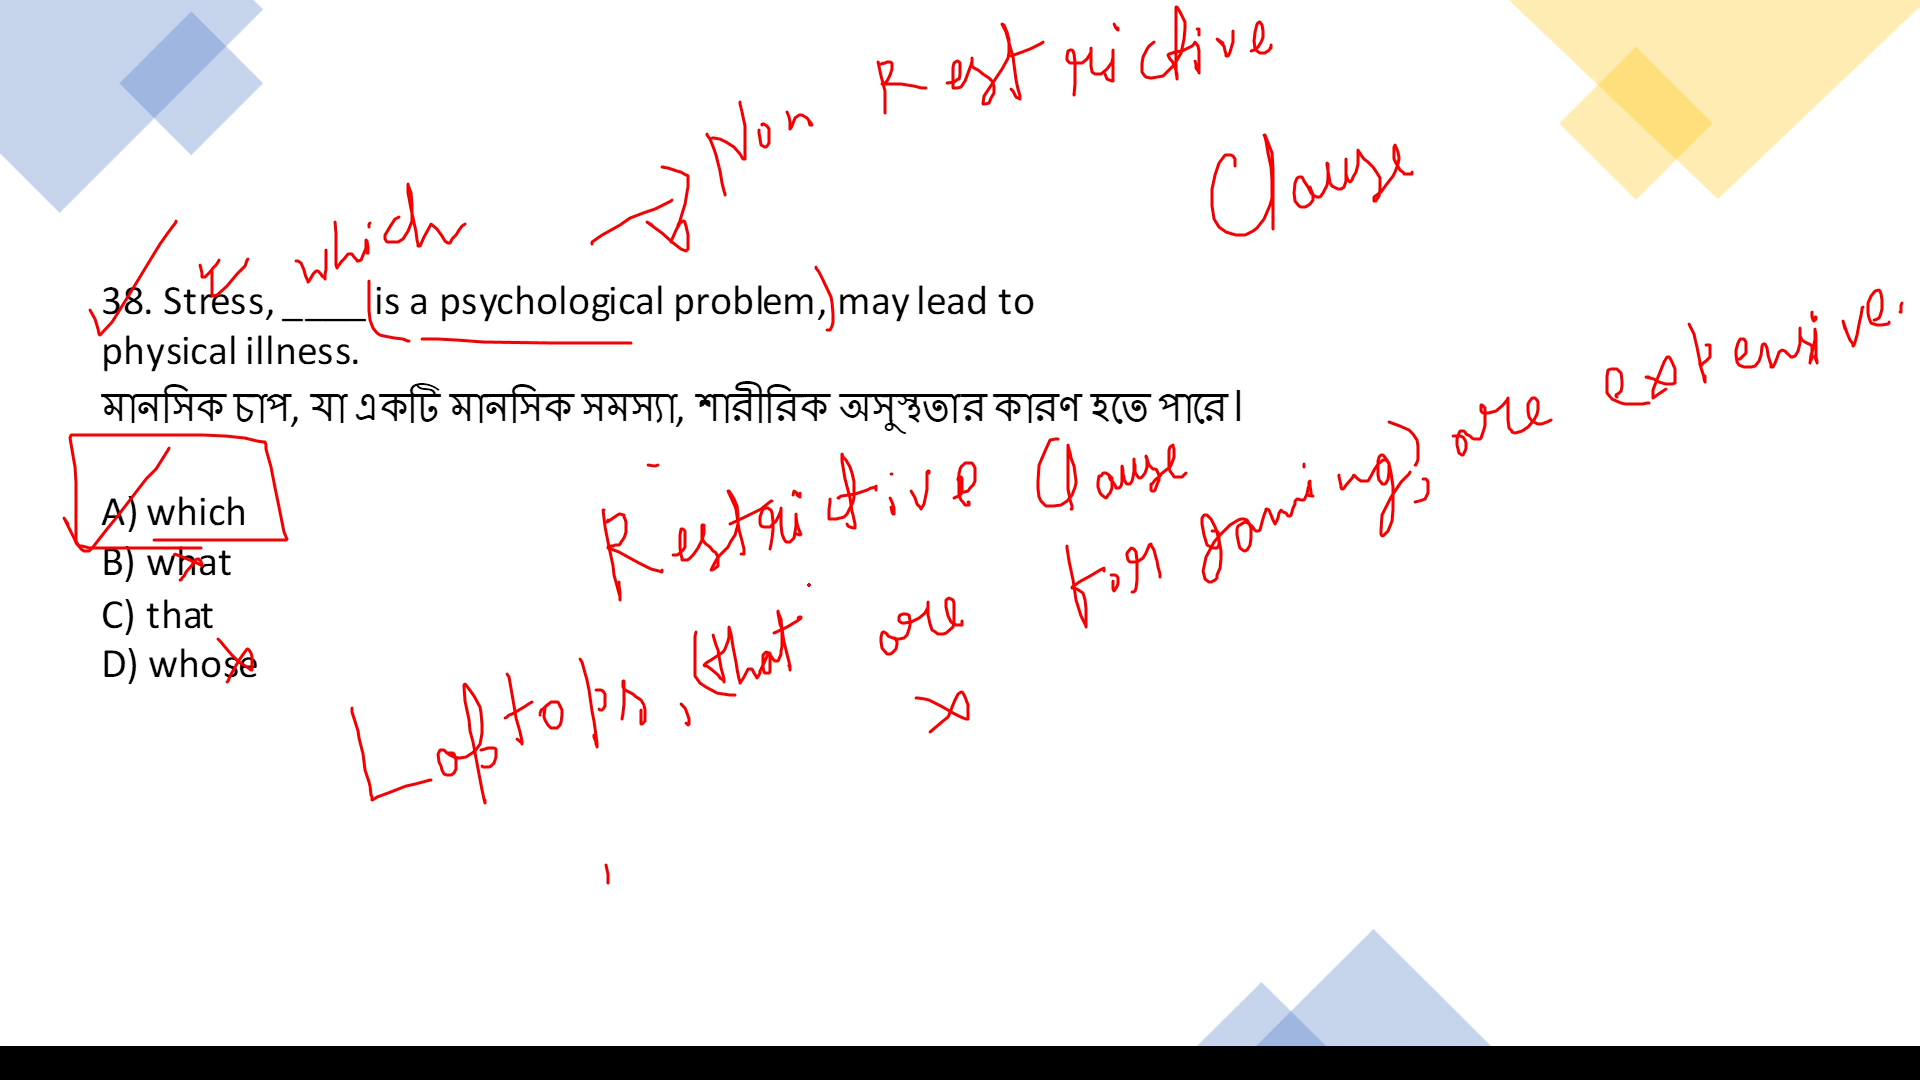 Non Restrictive
Clause
which
38. Stress, ____ is a psychological problem, may lead to
physical illness.
মানসিক চাপ, যা একটি মানসিক সমস্যা, শারীরিক অসুস্থতার কারণ হতে পারে।
A) which
B) what
C) that
D) whose
Restrictive Clause
Laptops, (that are for gaming), are expensive.